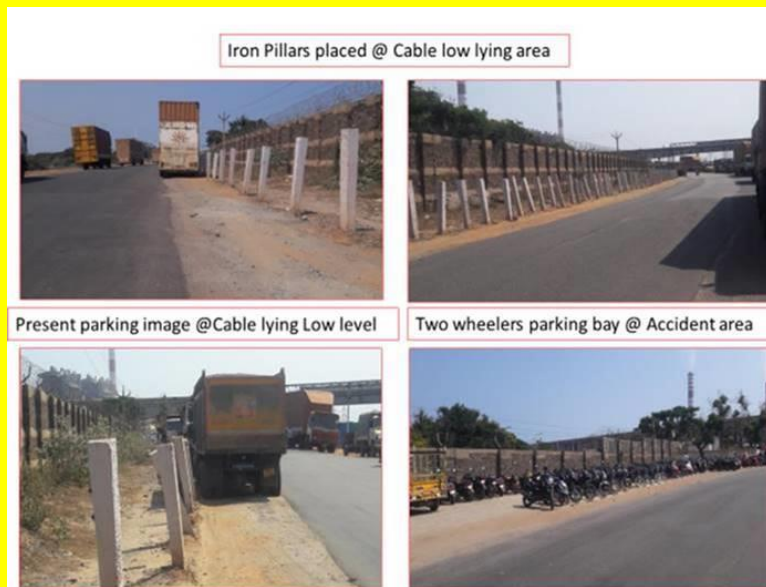 Iron Pillars placed @ Cable low lying area
Present parking image @Cable lying Low level
Two wheelers parking bay @ Accident area